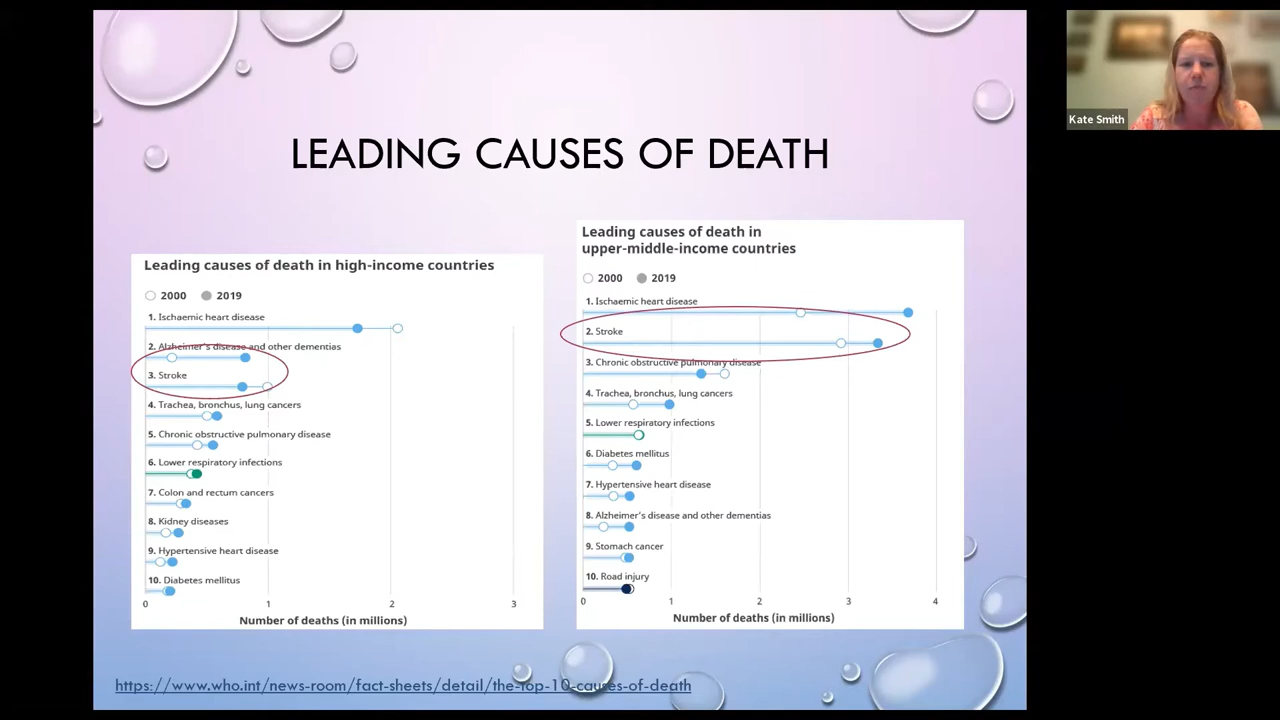 LEADING CAUSES OF DEATH
Leading causes of death in high-income countries
2000 2019
1. Ischaemic heart disease
2. Alzheimer's disease and other dementias
3. Stroke
4. Trachea, bronchus, lung cancers
5. Chronic obstructive pulmonary disease
6. Lower respiratory infections
7. Colon and rectum cancers
8. Kidney diseases
9. Hypertensive heart disease
10. Diabetes mellitus
0 1 2 3
Number of deaths (in millions)
Leading causes of death in
upper-middle-income countries
2000 2019
1. Ischaemic heart disease
2. Stroke
3. Chronic obstructive pulmonary disease
4. Trachea, bronchus, lung cancers
5. Lower respiratory infections
6. Diabetes mellitus
7. Hypertensive heart disease
8. Alzheimer's disease and other dementias
9. Stomach cancer
10. Road injury
0 1 2 3 4
Number of deaths (in millions)
https://www.who.int/news-room/fact-sheets/detail/the-top-10-causes-of-death
Kate Smith